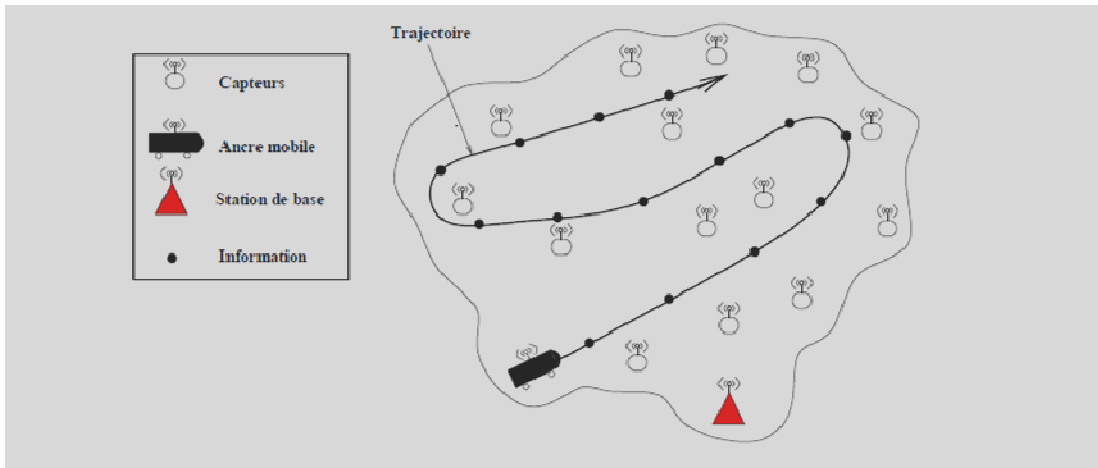 Trajectoire
Capteurs
Ancre mobile
Station de base
Information